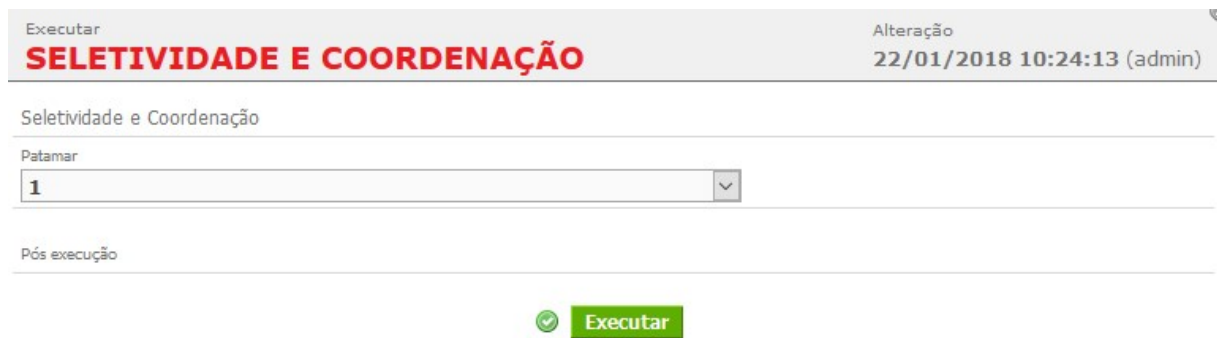 Executar
SELETIVIDADE E COORDENAÇÃO
Alteração
22/01/2018 10:24:13 (admin)
Seletividade e Coordenação
Patamar
1
Pós execução
Executar